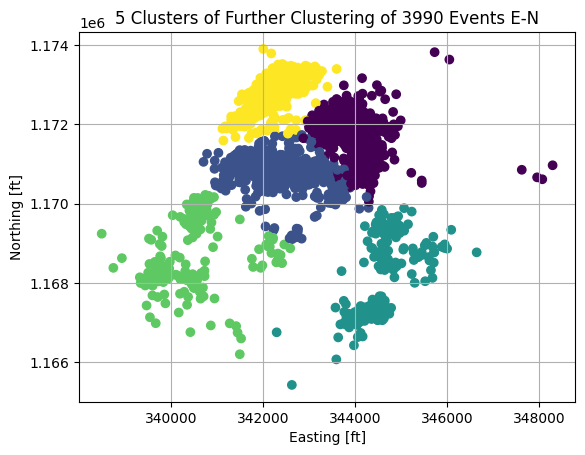 5 Clusters of Further Clustering of 3990 Events E-N
1e6
1.174
1.172
1.170
1.168
1.166
Northing [ft]
340000 342000 344000 346000 348000
Easting [ft]